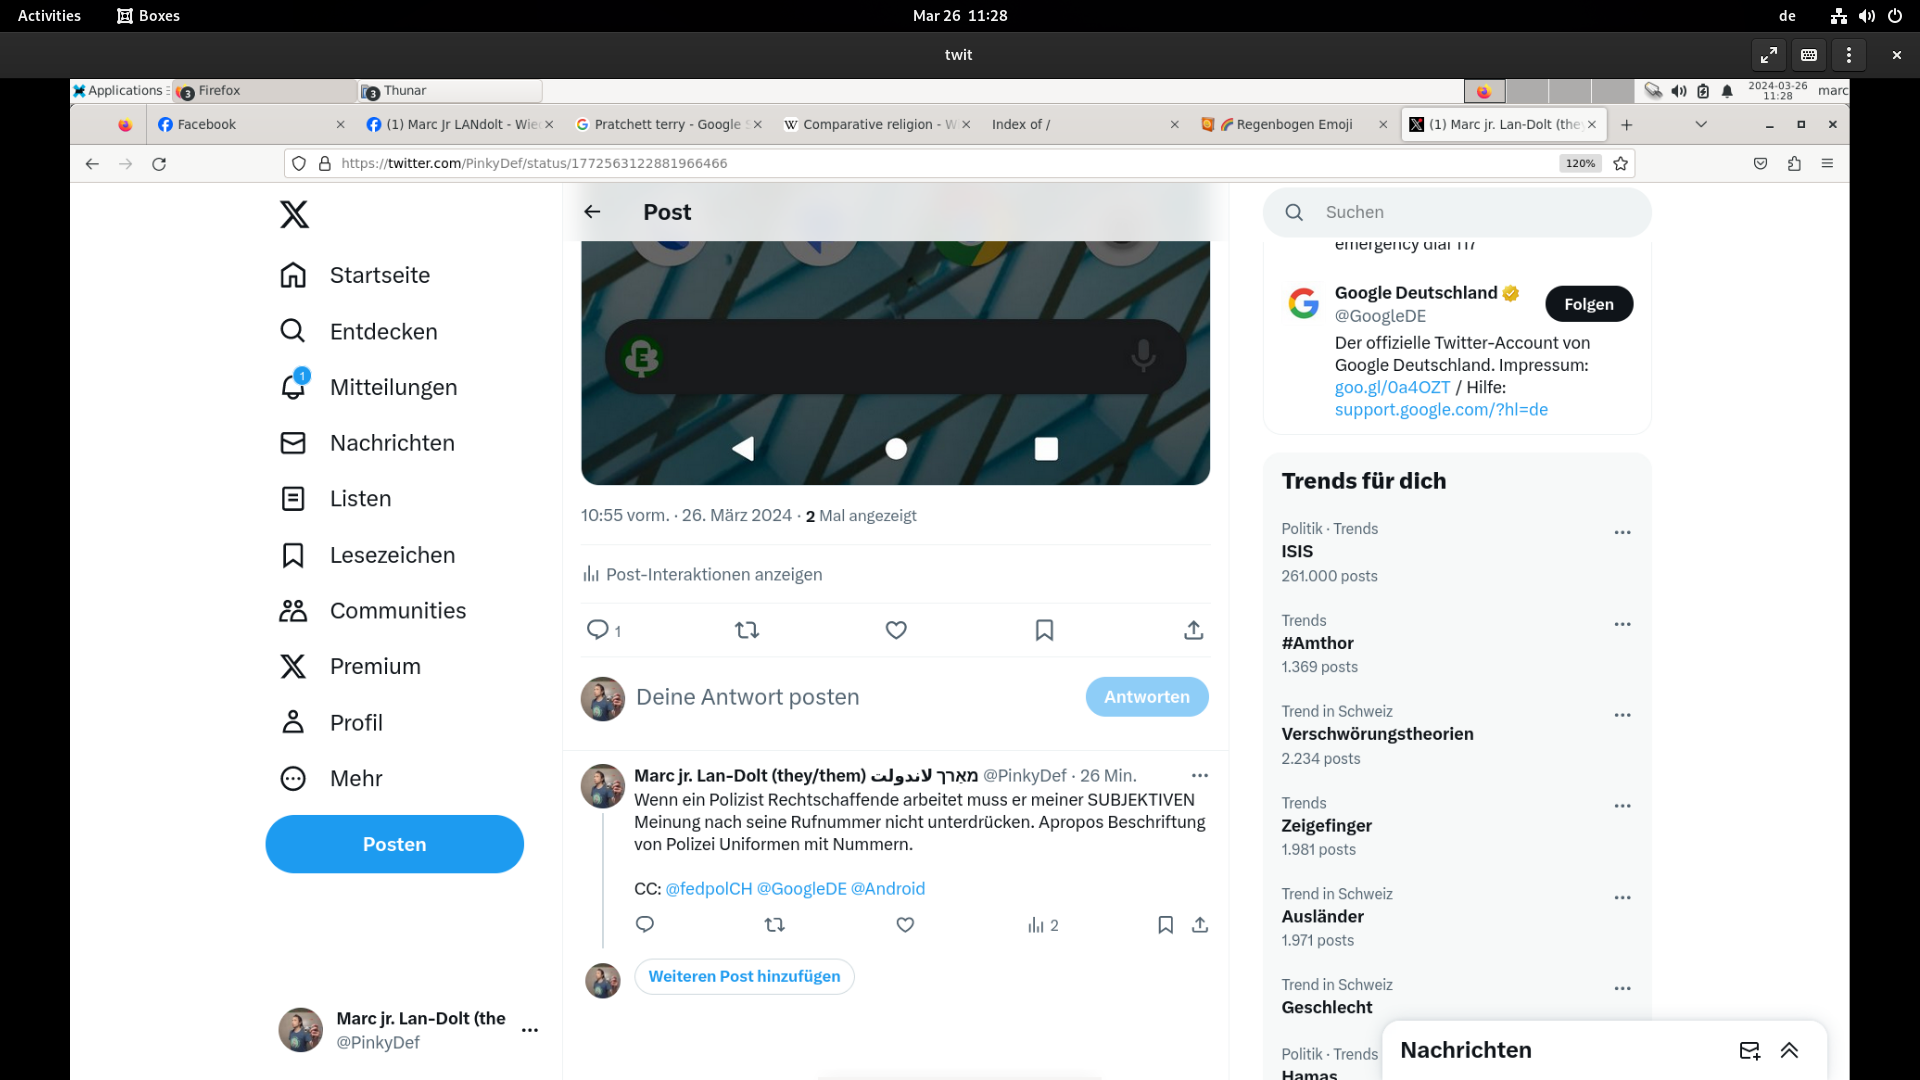 Activities
Boxes
Mar 26 11:28
de
twit
Applications
3 Firefox
3 Thunar
2024-03-26
11:28
marc
Facebook
(1) Marc Jr LANdolt - Wie
Pratchett terry - Google S
Comparative religion - W
Index of /
Regenbogen Emoji
(1) Marc jr. Lan-Dolt (they
https://twitter.com/PinkyDef/status/1772563122881966466
120%
Startseite
Entdecken
1
Mitteilungen
Nachrichten
Listen
Lesezeichen
Communities
Premium
Profil
Mehr
Posten
Marc jr. Lan-Dolt (the
@PinkyDef
Post
10:55 vorm. · 26. März 2024 · 2 Mal angezeigt
Post-Interaktionen anzeigen
1
Deine Antwort posten
Antworten
Marc jr. Lan-Dolt (they/them) מאַרך لاندولت @PinkyDef · 26 Min.
Wenn ein Polizist Rechtschaffende arbeitet muss er meiner SUBJEKTIVEN
Meinung nach seine Rufnummer nicht unterdrücken. Apropos Beschriftung
von Polizei Uniformen mit Nummern.
CC: @fedpolCH @GoogleDE @Android
2
Weiteren Post hinzufügen
Suchen
emergency dial 117
Google Deutschland
@GoogleDE
Folgen
Der offizielle Twitter-Account von
Google Deutschland. Impressum:
goo.gl/0a4OZT / Hilfe:
support.google.com/?hl=de
Trends für dich
Politik · Trends
ISIS
261.000 posts
Trends
#Amthor
1.369 posts
Trend in Schweiz
Verschwörungstheorien
2.234 posts
Trends
Zeigefinger
1.981 posts
Trend in Schweiz
Ausländer
1.971 posts
Trend in Schweiz
Geschlecht
Politik · Trends
Hamas
Nachrichten